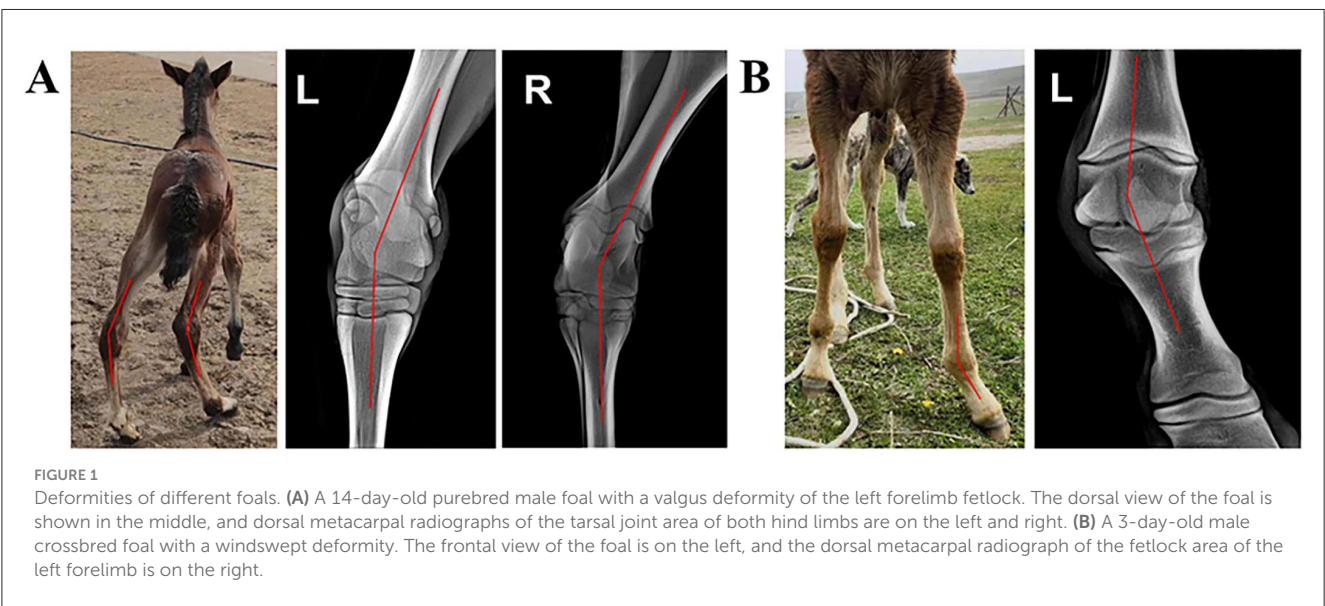 A
L
R
B
L
FIGURE 1
Deformities of different foals. (A) A 14-day-old purebred male foal with a valgus deformity of the left forelimb fetlock. The dorsal view of the foal is
shown in the middle, and dorsal metacarpal radiographs of the tarsal joint area of both hind limbs are on the left and right. (B) A 3-day-old male
crossbred foal with a windswept deformity. The frontal view of the foal is on the left, and the dorsal metacarpal radiograph of the fetlock area of the
left forelimb is on the right.